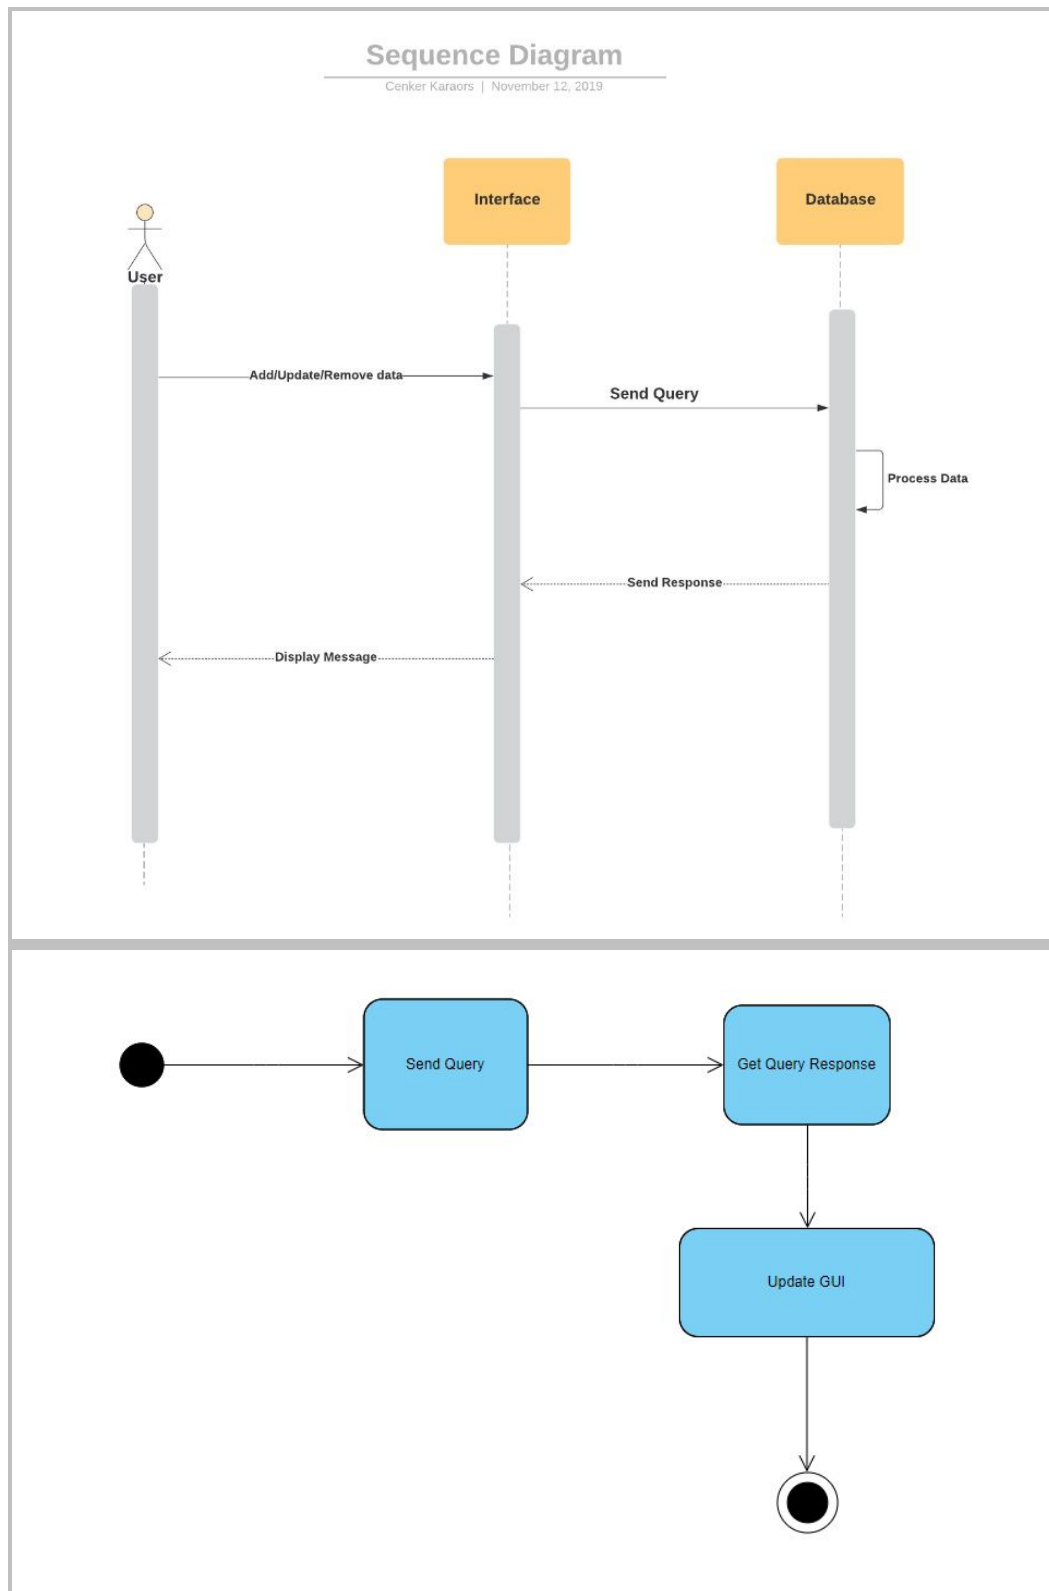 Sequence Diagram
Cenker Karaors | November 12, 2019
Interface
Database
User
Add/Update/Remove data
Send Query
Process Data
Send Response
Display Message
Send Query
Get Query Response
Update GUI